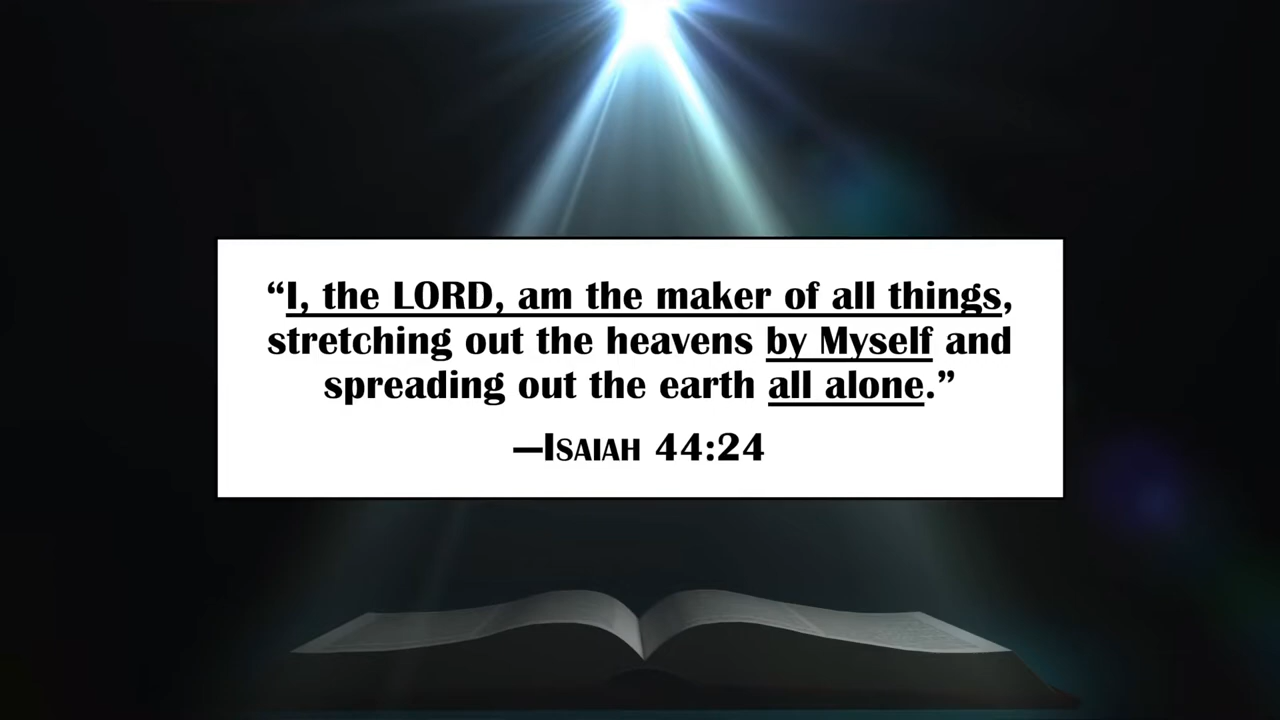 “I, the LORD, am the maker of all things,
stretching out the heavens by Myself and
spreading out the earth all alone.”
—Isaiah 44:24